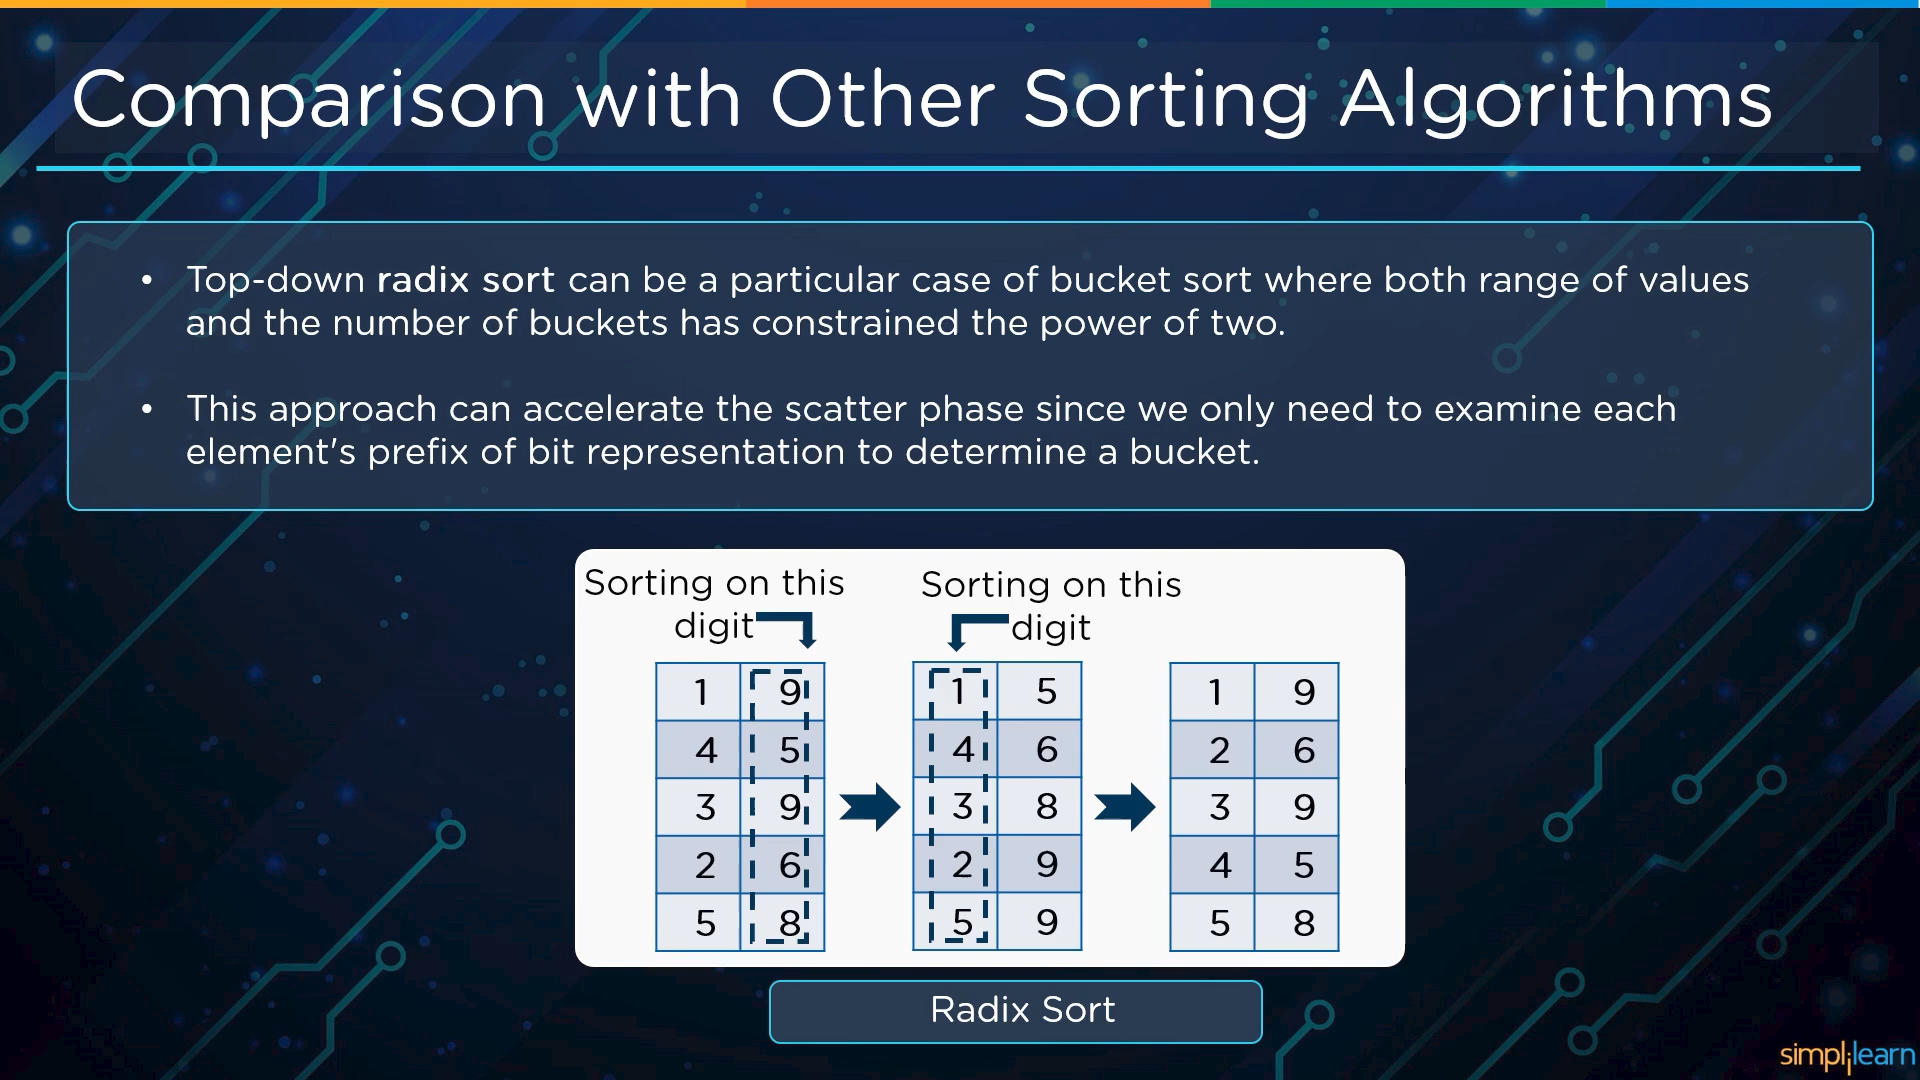 Comparison with Other Sorting Algorithms
• Top-down radix sort can be a particular case of bucket sort where both range of values
and the number of buckets has constrained the power of two.
• This approach can accelerate the scatter phase since we only need to examine each
element's prefix of bit representation to determine a bucket.
Sorting on this
digit
1 9
4 5
3 9
2 6
5 8
Sorting on this
digit
1 5
4 6
3 8
2 9
5 9
1 9
2 6
3 9
4 5
5 8
Radix Sort
simplilearn